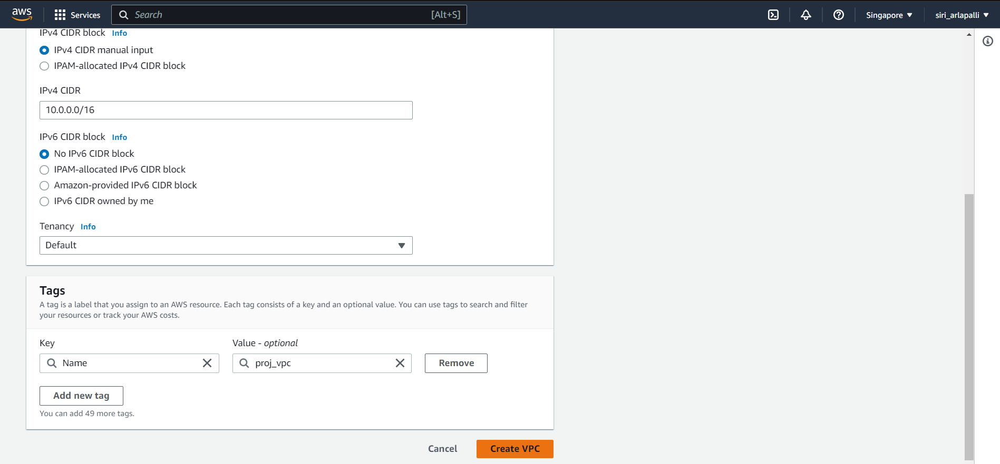 aws Services Search [Alt+S] Singapore siri_arlapalli
IPv4 CIDR block Info
IPv4 CIDR manual input
IPAM-allocated IPv4 CIDR block
IPv4 CIDR
10.0.0.0/16
IPv6 CIDR block Info
No IPv6 CIDR block
IPAM-allocated IPv6 CIDR block
Amazon-provided IPv6 CIDR block
IPv6 CIDR owned by me
Tenancy Info
Default
Tags
A tag is a label that you assign to an AWS resource. Each tag consists of a key and an optional value. You can use tags to search and filter
your resources or track your AWS costs.
Key Value - optional
Name proj_vpc Remove
Add new tag
You can add 49 more tags.
Cancel Create VPC